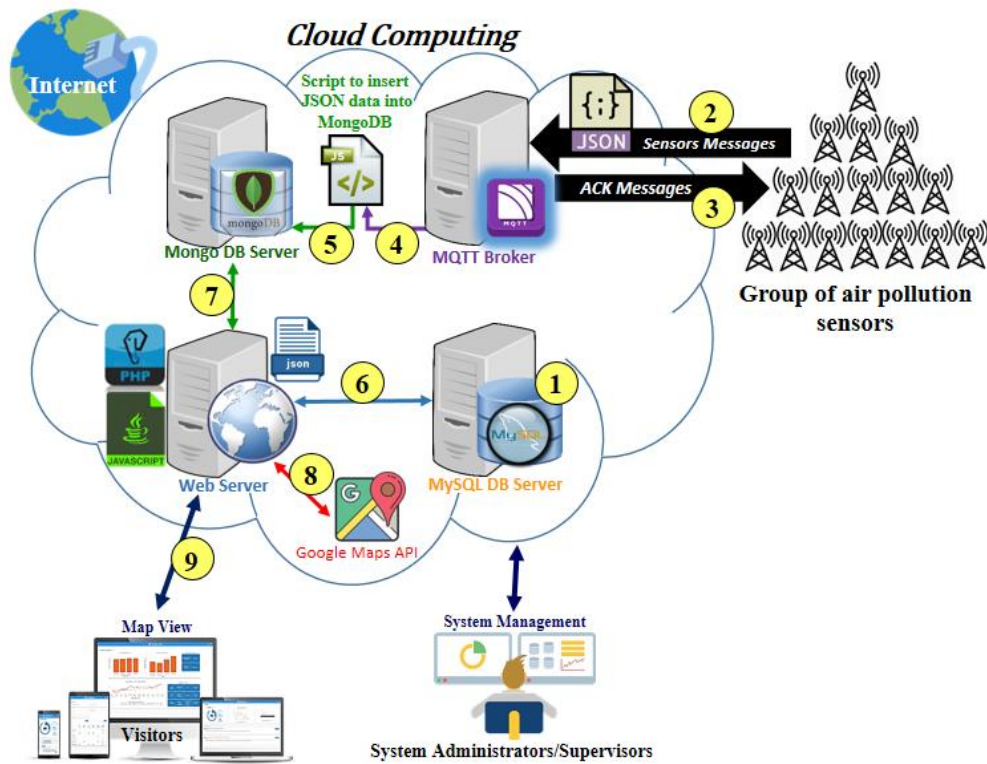 Cloud Computing
Internet
Script to insert
JSON data into
MongoDB
{;}
JSON
2
Sensors Messages
JS
</>
mongoDB
MQTT
ACK Messages
3
5
4
Mongo DB Server
MQTT Broker
Group of air pollution
sensors
7
PHP
json
6
1
JAVASCRIPT
MySQL
Web Server
8
MySQL DB Server
G
Google Maps API
9
Map View
System Management
Visitors
System Administrators/Supervisors